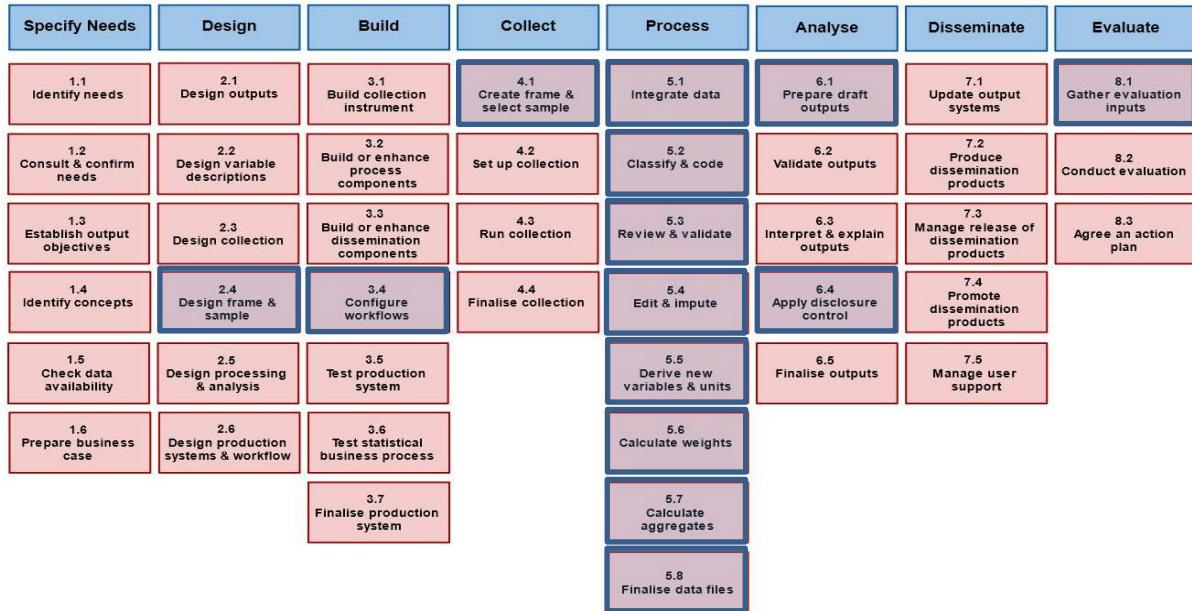 Specify Needs
Design
Build
Collect
Process
Analyse
Disseminate
Evaluate
1.1
Identify needs
1.2
Consult & confirm
needs
1.3
Establish output
objectives
1.4
Identify concepts
1.5
Check data
availability
1.6
Prepare business
case
2.1
Design outputs
2.2
Design variable
descriptions
2.3
Design collection
2.4
Design frame &
sample
2.5
Design processing
& analysis
2.6
Design production
systems & workflow
3.1
Build collection
instrument
3.2
Build or enhance
process
components
3.3
Build or enhance
dissemination
components
3.4
Configure
workflows
3.5
Test production
system
3.6
Test statistical
business process
3.7
Finalise production
system
4.1
Create frame &
select sample
4.2
Set up collection
4.3
Run collection
4.4
Finalise collection
5.1
Integrate data
5.2
Classify & code
5.3
Review & validate
5.4
Edit & impute
5.5
Derive new
variables & units
5.6
Calculate weights
5.7
Calculate
aggregates
5.8
Finalise data files
6.1
Prepare draft
outputs
6.2
Validate outputs
6.3
Interpret & explain
outputs
6.4
Apply disclosure
control
6.5
Finalise outputs
7.1
Update output
systems
7.2
Produce
dissemination
products
7.3
Manage release of
dissemination
products
7.4
Promote
dissemination
products
7.5
Manage user
support
8.1
Gather evaluation
inputs
8.2
Conduct evaluation
8.3
Agree an action
plan